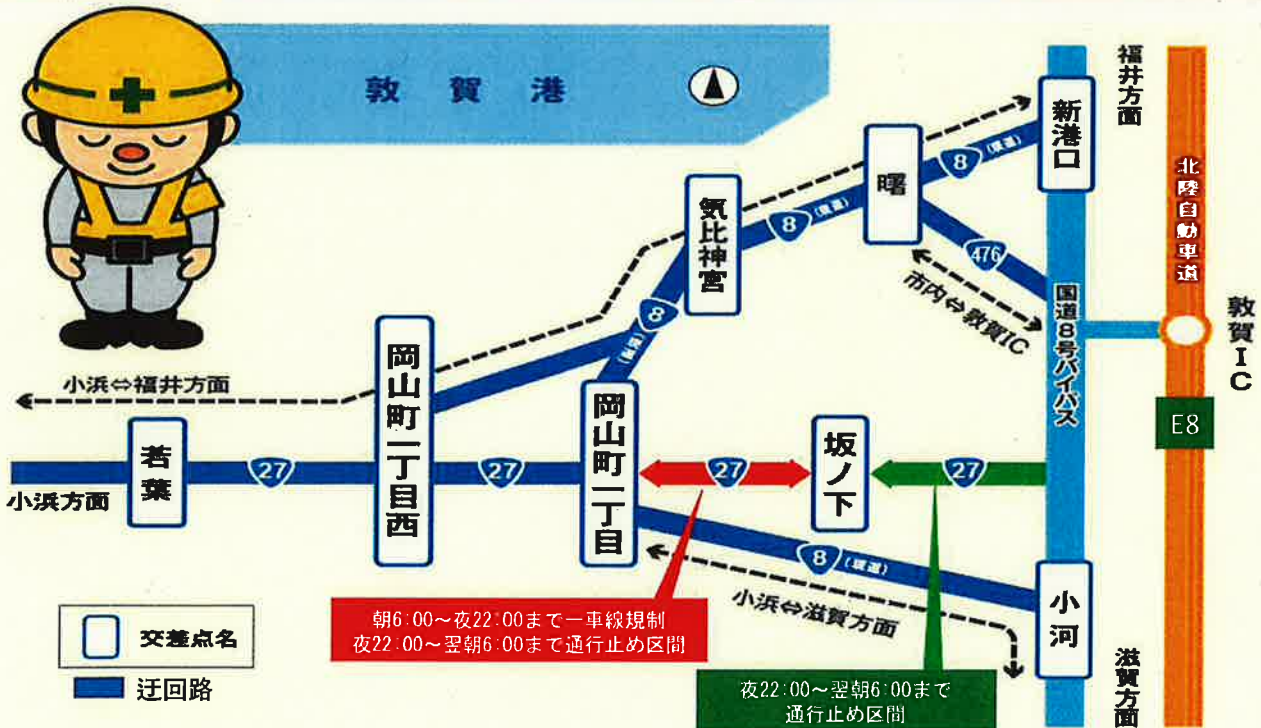 敦賀港
福井方面
新港口
8(現道)
曙
北陸自動車道
気比神宮
8(現道)
476
市内⇔敦賀IC
国道8号バイパス
敦賀IC
8(現道)
小浜⇔福井方面
岡山町一丁目西
岡山町一丁目
E8
若葉
27
27
27
坂ノ下
27
小浜方面
8(現道)
小浜⇔滋賀方面
小河
朝6:00~夜22:00まで一車線規制
夜22:00~翌朝6:00まで通行止め区間
交差点名
迂回路
夜22:00~翌朝6:00まで
通行止め区間
滋賀方面